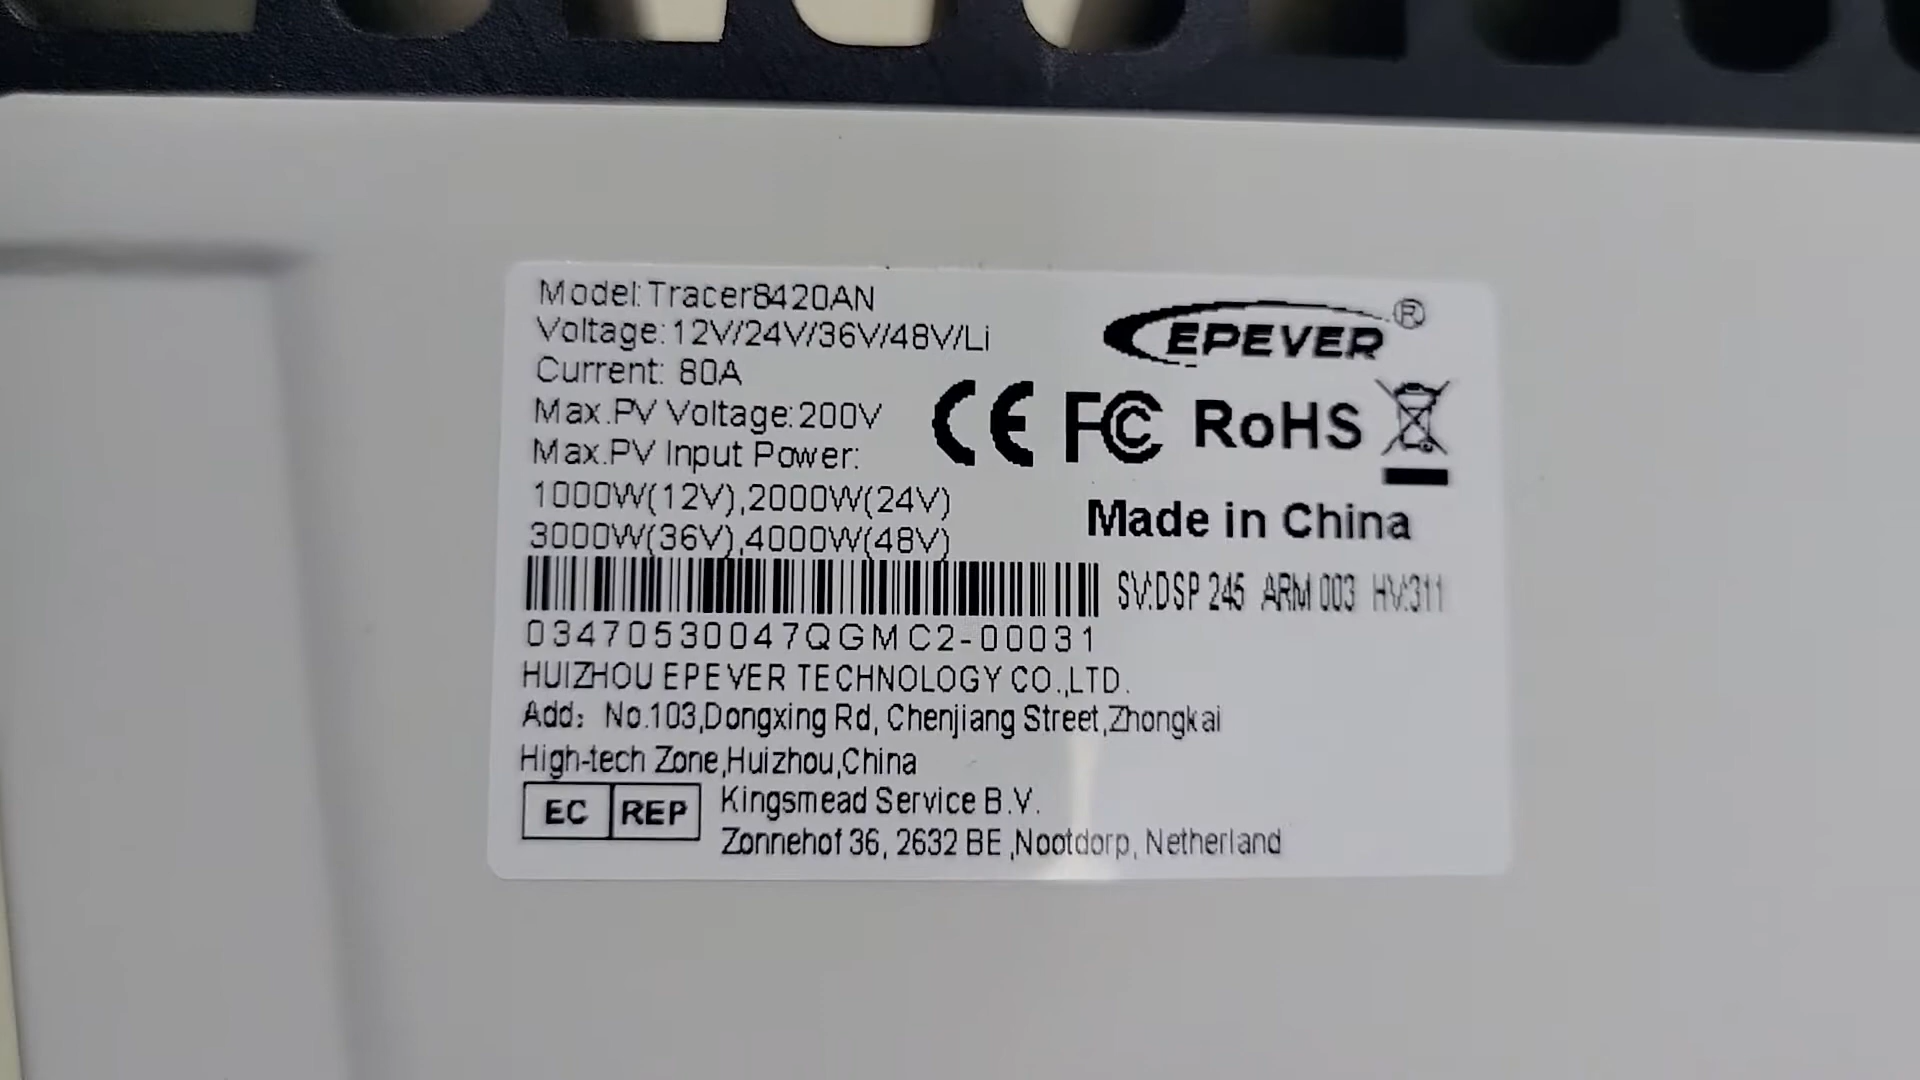 Model:Tracer8420AN
Voltage:12V/24V/36V/48V/Li
Current: 80A
Max.PV Voltage:200V
Max.PV Input Power:
1000W(12V),2000W(24V)
3000W(36V),4000W(48V)
EPEVER®
CE FC RoHS
Made in China
SV:DSP 245 ARM 003 HV:311
03470530047QGMC2-00031
HUIZHOU EPEVER TECHNOLOGY CO.,LTD.
Add: No.103,Dongxing Rd, Chenjiang Street,Zhongkai
High-tech Zone,Huizhou,China
EC REP
Kingsmead Service B.V.
Zonnehof 36, 2632 BE ,Nootdorp, Netherland